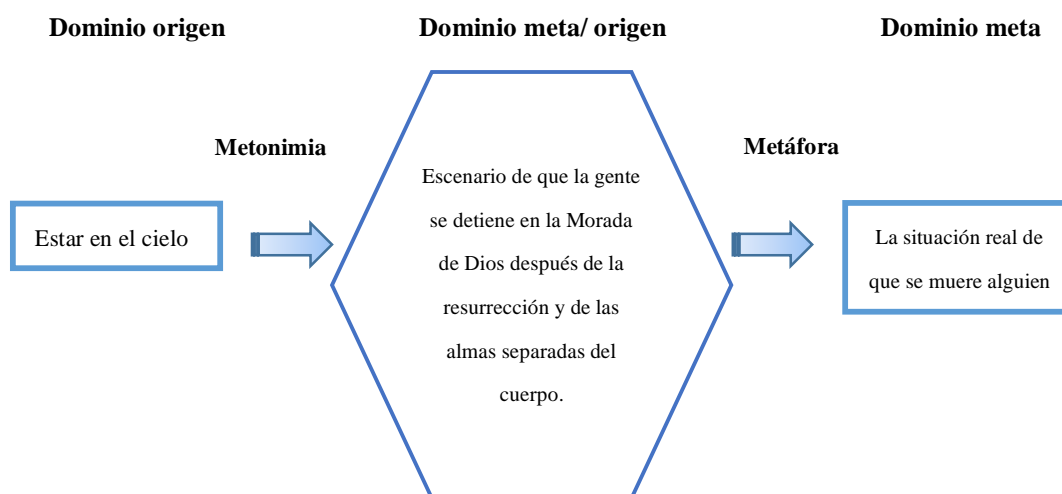 Dominio origen
Dominio meta/ origen
Dominio meta
Metonimia
Metáfora
Estar en el cielo
Escenario de que la gente
se detiene en la Morada
de Dios después de la
resurrección y de las
almas separadas del
cuerpo.
La situación real de
que se muere alguien